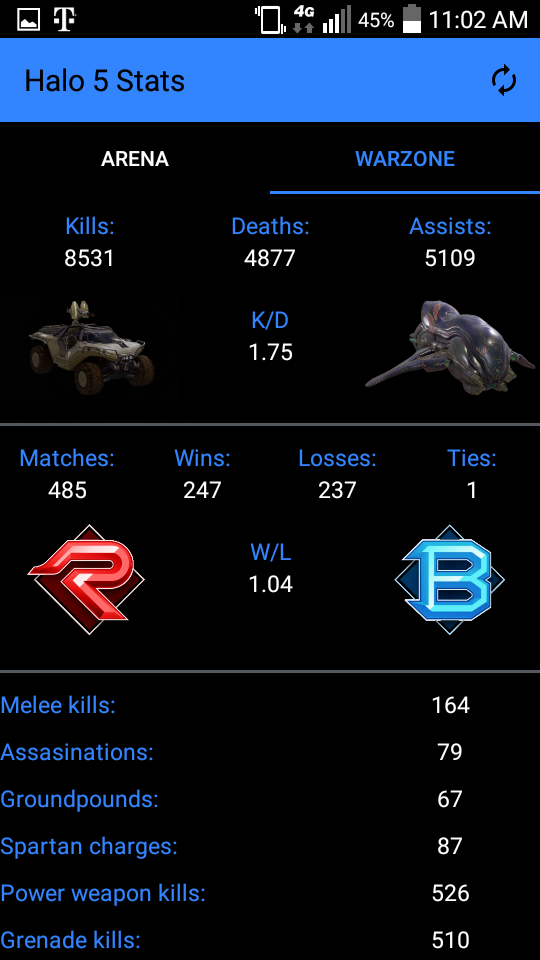 4G 45% 11:02 AM
Halo 5 Stats
ARENA WARZONE
Kills: Deaths: Assists:
8531 4877 5109
K/D
1.75
Matches: Wins: Losses: Ties:
485 247 237 1
R W/L B
1.04
Melee kills: 164
Assasinations: 79
Groundpounds: 67
Spartan charges: 87
Power weapon kills: 526
Grenade kills: 510